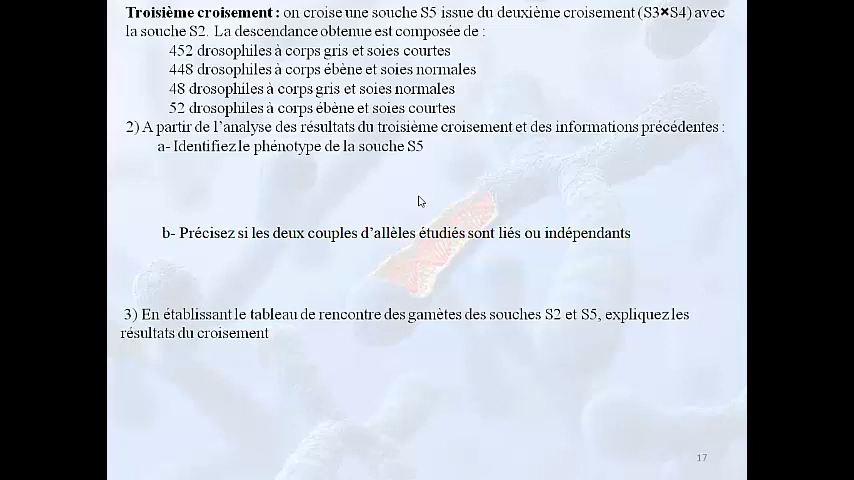 Troisième croisement : on croise une souche S5 issue du deuxième croisement (S3×S4) avec
la souche S2. La descendance obtenue est composée de :
452 drosophiles à corps gris et soies courtes
448 drosophiles à corps ébène et soies normales
48 drosophiles à corps gris et soies normales
52 drosophiles à corps ébène et soies courtes
2) A partir de l'analyse des résultats du troisième croisement et des informations précédentes :
a- Identifiez le phénotype de la souche S5
b- Précisez si les deux couples d'allèles étudiés sont liés ou indépendants
3) En établissant le tableau de rencontre des gamètes des souches S2 et S5, expliquez les
résultats du croisement
17